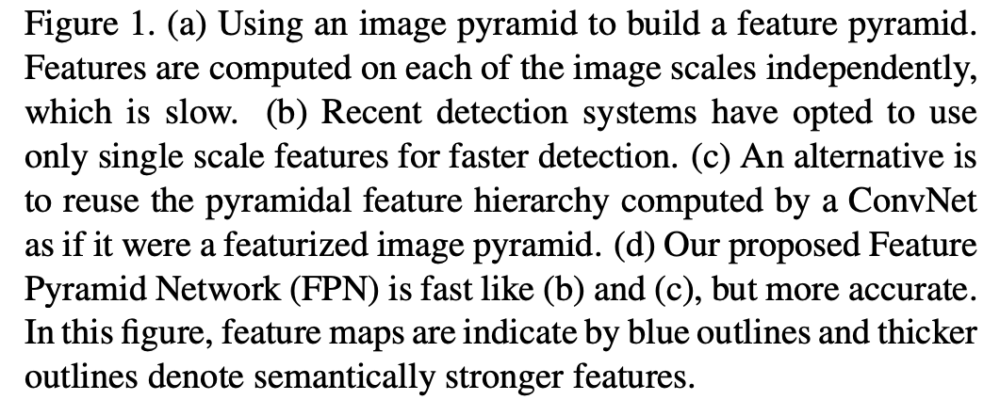 Figure 1. (a) Using an image pyramid to build a feature pyramid.
Features are computed on each of the image scales independently,
which is slow. (b) Recent detection systems have opted to use
only single scale features for faster detection. (c) An alternative is
to reuse the pyramidal feature hierarchy computed by a ConvNet
as if it were a featurized image pyramid. (d) Our proposed Feature
Pyramid Network (FPN) is fast like (b) and (c), but more accurate.
In this figure, feature maps are indicate by blue outlines and thicker
outlines denote semantically stronger features.